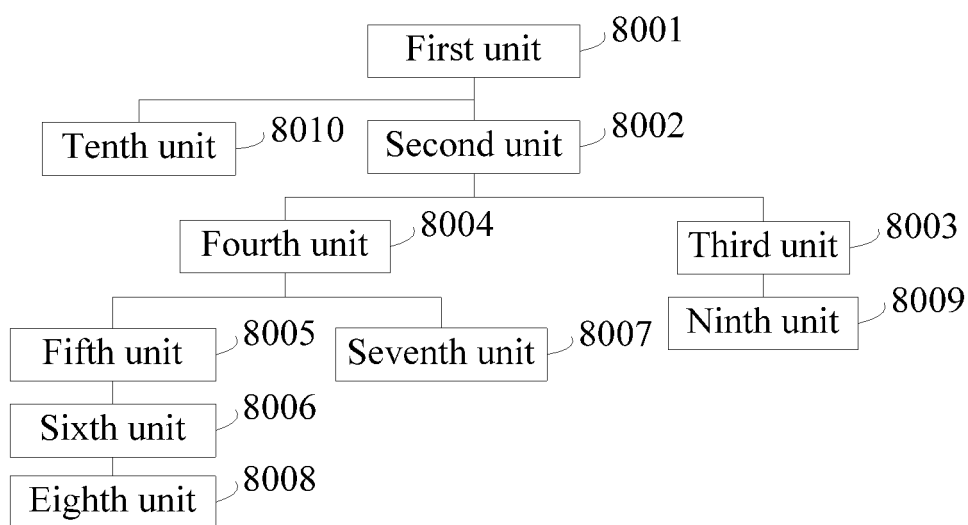 First unit 8001
Tenth unit 8010 Second unit 8002
Fourth unit 8004 Third unit 8003
Ninth unit 8009
Fifth unit 8005 Seventh unit 8007
Sixth unit 8006
Eighth unit 8008